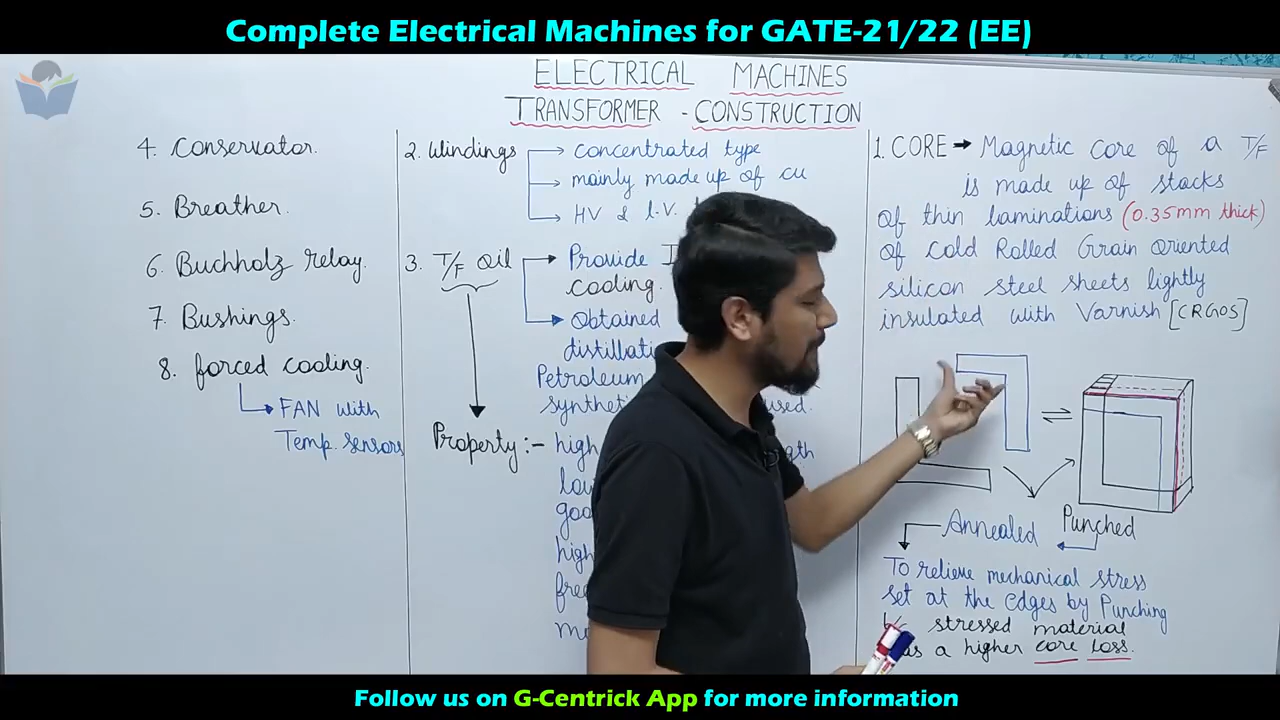 Complete Electrical Machines for GATE-21/22 (EE)
ELECTRICAL MACHINES
TRANSFORMER - CONSTRUCTION
4. Conservator.
5. Breather.
6. Buchholz relay.
7. Bushings.
8. forced cooling.
FAN with
Temp. sensors
2. Windings
concentrated type
mainly made up of cu
HV & L.V.
3. T/F Oil
Provide
cooling.
Obtained
distillati
Petroleum
synthetic
used.
Property :- high
good
high
1. CORE → Magnetic core of a T/F
is made up of stacks
of thin laminations (0.35mm thick)
of cold Rolled Grain Oriented
silicon steel sheets lightly
insulated with Varnish [CRGOS]
Annealed
Punched
To relieve mechanical stress
set at the edges by Punching
stressed material
a higher core loss.
Follow us on G-Centrick App for more information